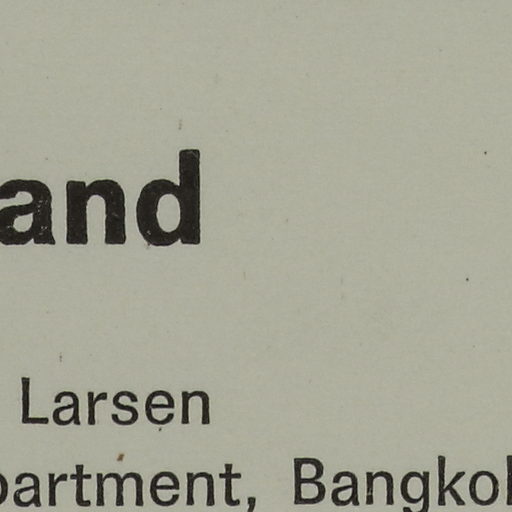 and
Larsen
partment, Bangkok